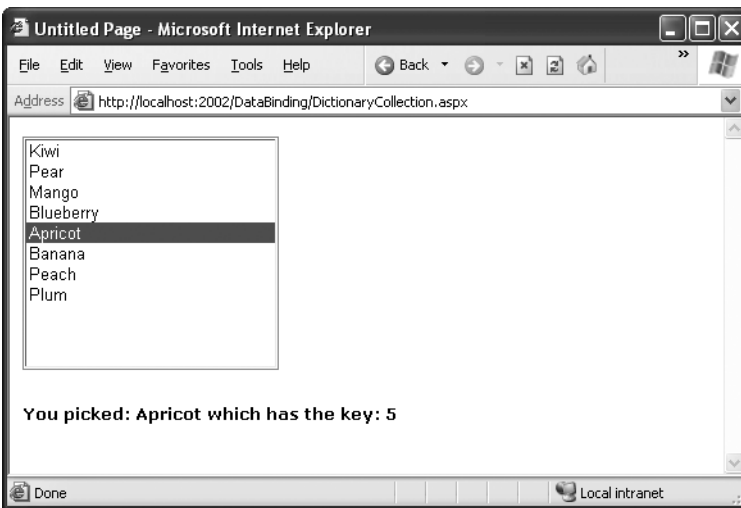 Untitled Page - Microsoft Internet Explorer
File Edit View Favorites Tools Help Back »
Address http://localhost:2002/DataBinding/DictionaryCollection.aspx
Kiwi
Pear
Mango
Blueberry
Apricot
Banana
Peach
Plum
You picked: Apricot which has the key: 5
Done Local intranet